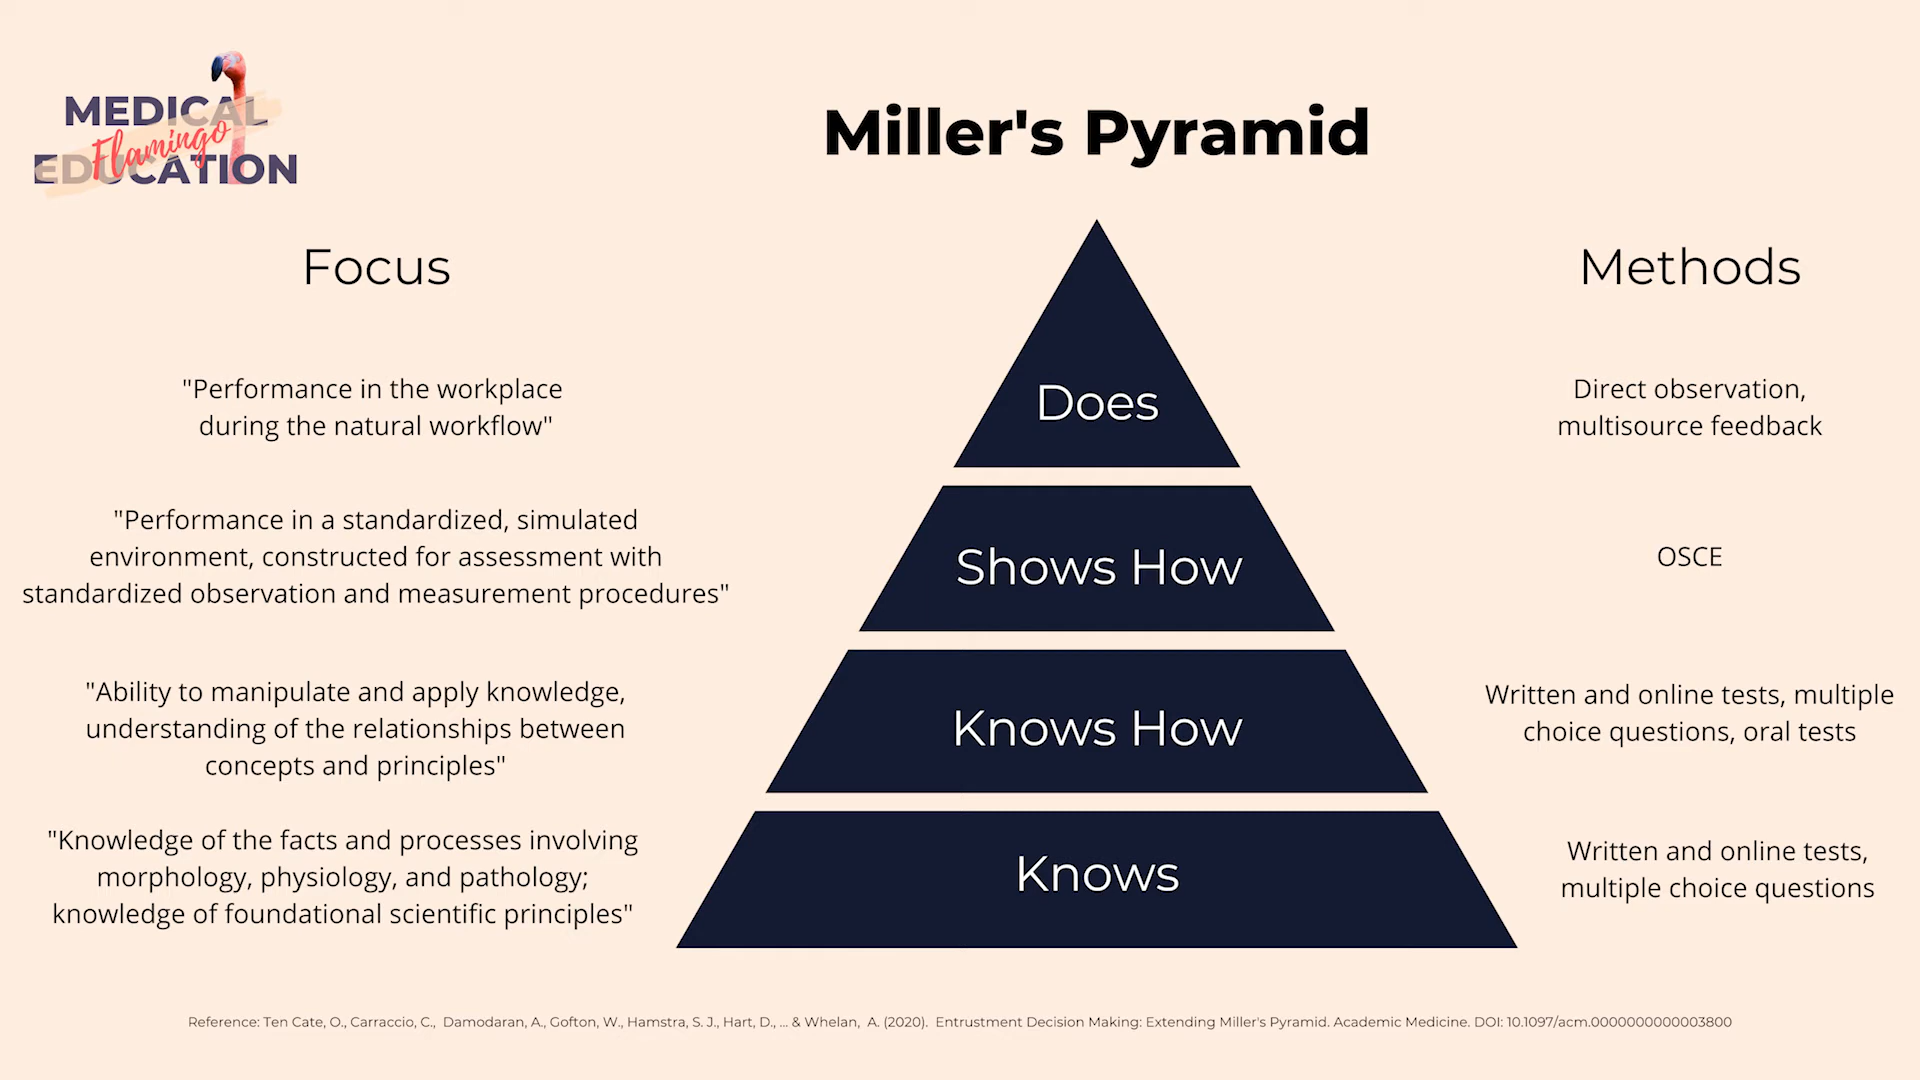 MEDICAL
Flamingo
EDUCATION
Miller's Pyramid
Focus
Methods
"Performance in the workplace
during the natural workflow"
Does
Direct observation,
multisource feedback
"Performance in a standardized, simulated
environment, constructed for assessment with
standardized observation and measurement procedures"
Shows How
OSCE
"Ability to manipulate and apply knowledge,
understanding of the relationships between
concepts and principles"
Knows How
Written and online tests, multiple
choice questions, oral tests
"Knowledge of the facts and processes involving
morphology, physiology, and pathology;
knowledge of foundational scientific principles"
Knows
Written and online tests,
multiple choice questions
Reference: Ten Cate, O., Carraccio, C., Damodaran, A., Gofton, W., Hamstra, S. J., Hart, D., ... & Whelan, A. (2020). Entrustment Decision Making: Extending Miller's Pyramid. Academic Medicine. DOI: 10.1097/acm.0000000000003800